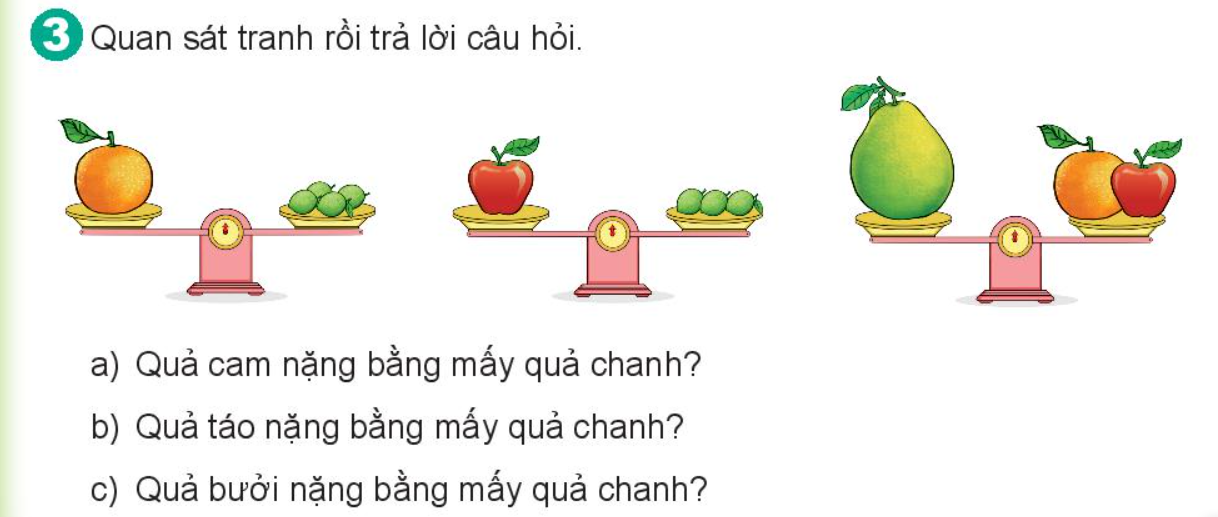 3 Quan sát tranh rồi trả lời câu hỏi.
a) Quả cam nặng bằng mấy quả chanh?
b) Quả táo nặng bằng mấy quả chanh?
c) Quả bưởi nặng bằng mấy quả chanh?